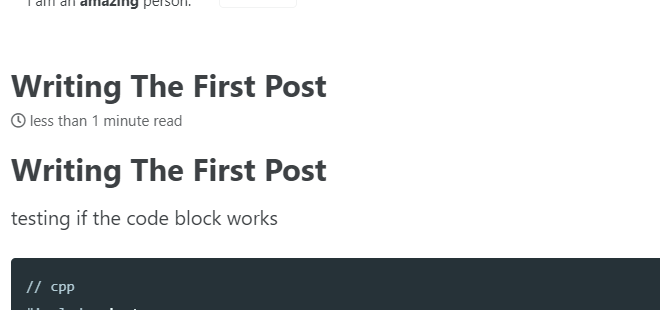 I am an amazing person.
Writing The First Post
less than 1 minute read
Writing The First Post
testing if the code block works
// cpp